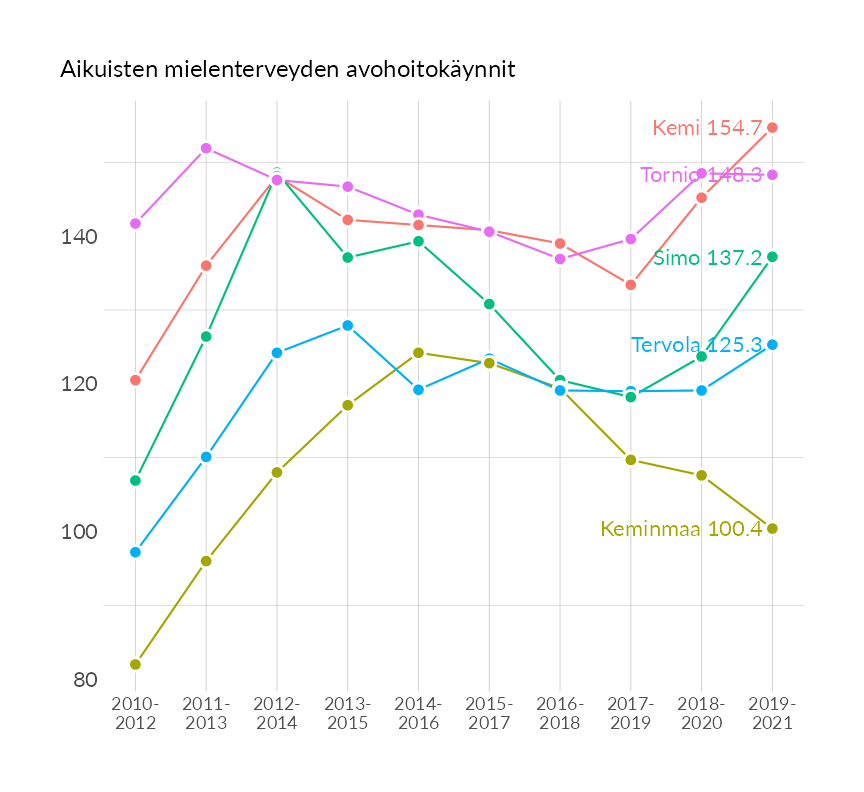 Aikuisten mielenterveyden avohoitokäynnit
Kemi 154.7
Tornio 148.3
140
Simo 137.2
Tervola 125.3
120
100
Keminmaa 100.4
80
2010- 2011- 2012- 2013- 2014- 2015- 2016- 2017- 2018- 2019-
2012 2013 2014 2015 2016 2017 2018 2019 2020 2021